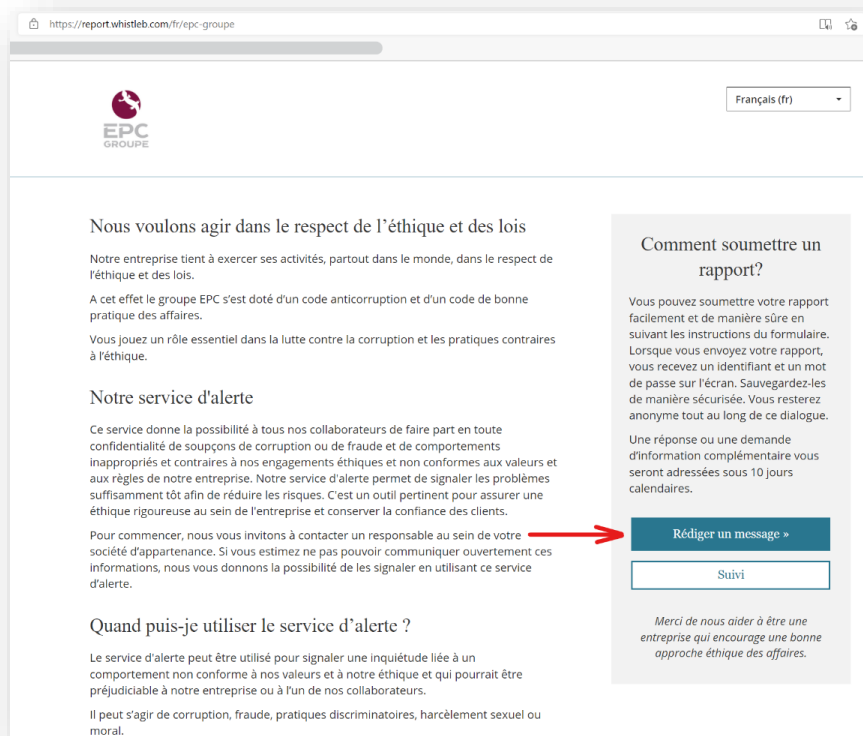 https://report.whistleb.com/fr/epc-groupe
EPC
GROUPE
Français (fr)
Nous voulons agir dans le respect de l’éthique et des lois
Notre entreprise tient à exercer ses activités, partout dans le monde, dans le respect de
l’éthique et des lois.
A cet effet le groupe EPC s’est doté d’un code anticorruption et d’un code de bonne
pratique des affaires.
Vous jouez un rôle essentiel dans la lutte contre la corruption et les pratiques contraires
à l’éthique.
Notre service d'alerte
Ce service donne la possibilité à tous nos collaborateurs de faire part en toute
confidentialité de soupçons de corruption ou de fraude et de comportements
inappropriés et contraires à nos engagements éthiques et non conformes aux valeurs et
aux règles de notre entreprise. Notre service d'alerte permet de signaler les problèmes
suffisamment tôt afin de réduire les risques. C'est un outil pertinent pour assurer une
éthique rigoureuse au sein de l'entreprise et conserver la confiance des clients.
Pour commencer, nous vous invitons à contacter un responsable au sein de votre
société d’appartenance. Si vous estimez ne pas pouvoir communiquer ouvertement ces
informations, nous vous donnons la possibilité de les signaler en utilisant ce service
d’alerte.
Quand puis-je utiliser le service d’alerte ?
Le service d'alerte peut être utilisé pour signaler une inquiétude liée à un
comportement non conforme à nos valeurs et à notre éthique et qui pourrait être
préjudiciable à notre entreprise ou à l’un de nos collaborateurs.
Il peut s’agir de corruption, fraude, pratiques discriminatoires, harcèlement sexuel ou
moral.
Comment soumettre un
rapport?
Vous pouvez soumettre votre rapport
facilement et de manière sûre en
suivant les instructions du formulaire.
Lorsque vous envoyez votre rapport,
vous recevez un identifiant et un mot
de passe sur l'écran. Sauvegardez-les
de manière sécurisée. Vous resterez
anonyme tout au long de ce dialogue.
Une réponse ou une demande
d’information complémentaire vous
seront adressées sous 10 jours
calendaires.
Rédiger un message »
Suivi
Merci de nous aider à être une
entreprise qui encourage une bonne
approche éthique des affaires.